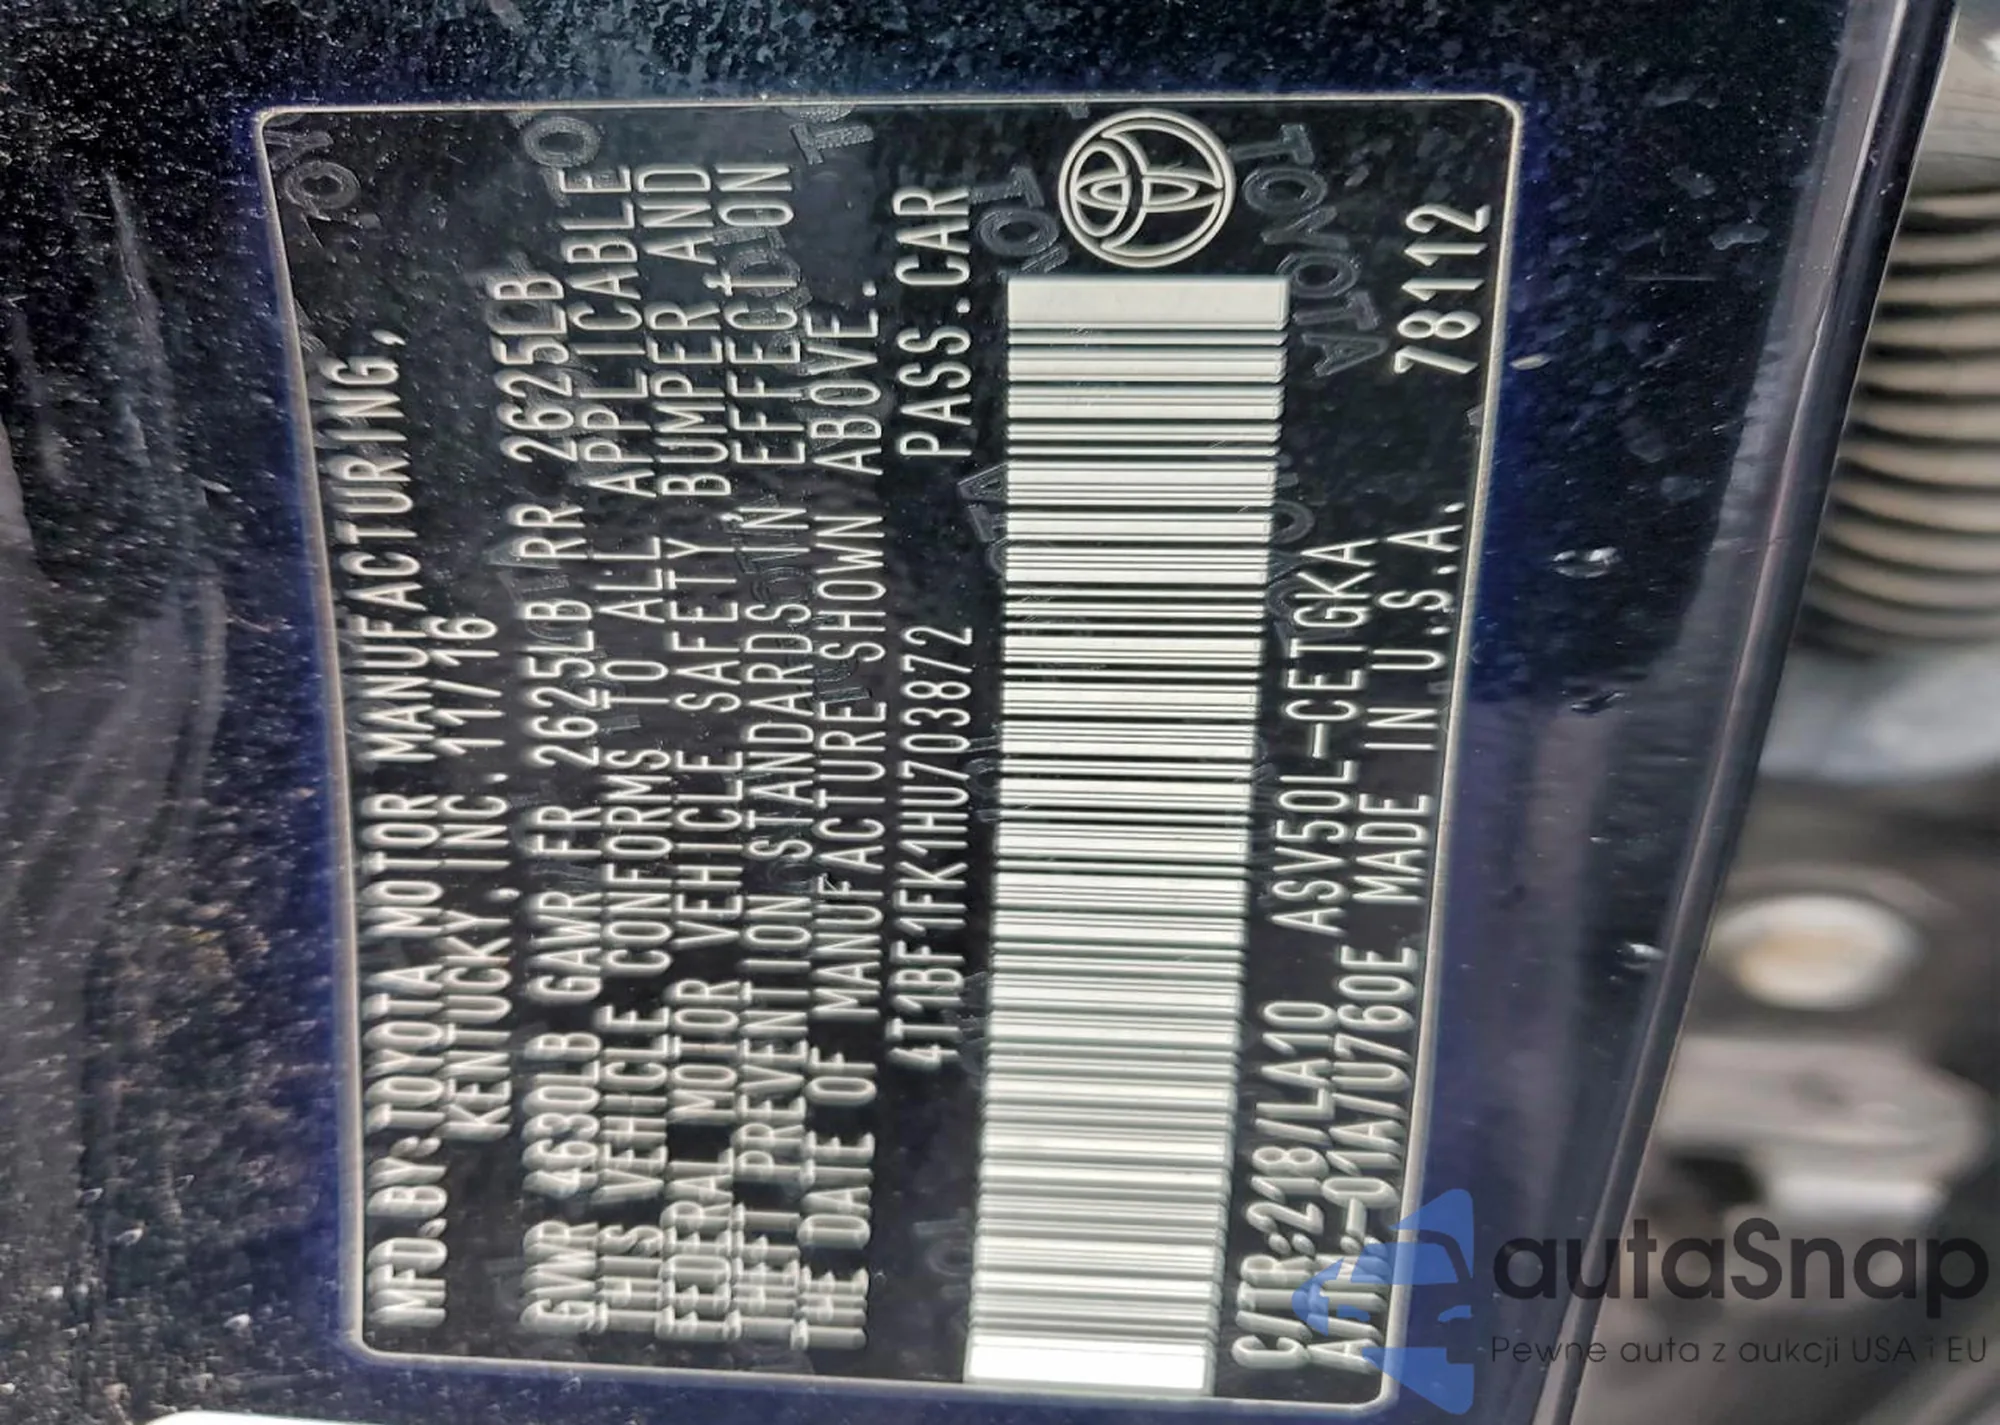 MFD.BY:TOYOTA MOTOR MANUFACTURING,
KENTUCKY, INC. 11/16
GVWR 4630LB GAWR FR 2625LB RR 2625LB
THIS VEHICLE CONFORMS TO ALL APPLICABLE
FEDERAL MOTOR VEHICLE SAFETY, BUMPER AND
THEFT PREVENTION STANDARDS IN EFFECT ON
THE DATE OF MANUFACTURE SHOWN ABOVE.
4T1BF1FK1HU703872 PASS.CAR
C/TR:218/LA10 ASV50L-CETGKA
A/TM:-01A/U760E MADE IN U.S.A. 78112
TOYOTA
autaSnap
Pewne auta z aukcji USA i EU